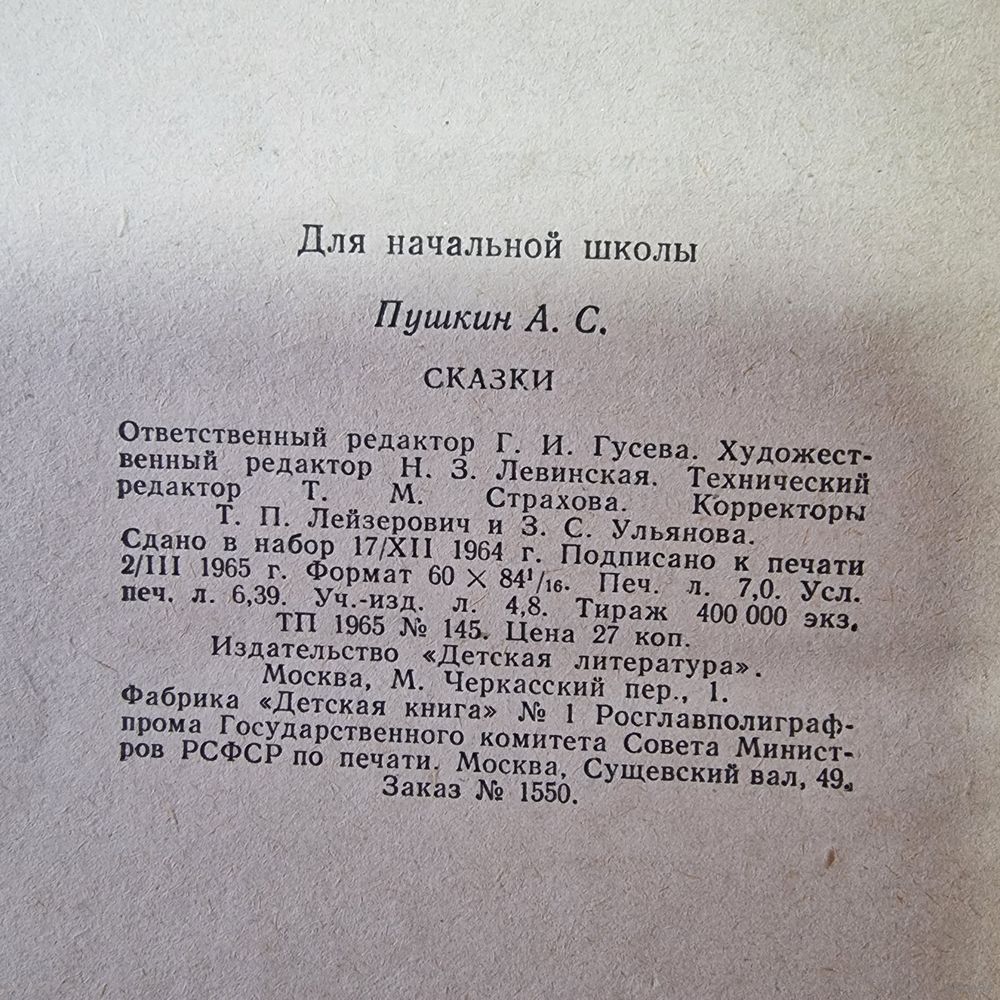 Для начальной школы
Пушкин А. С.
СКАЗКИ
Ответственный редактор Г. И. Гусева. Художест-
венный редактор Н. З. Левинская. Технический
редактор Т. М. Страхова. Корректоры
Т. П. Лейзерович и З. С. Ульянова.
Сдано в набор 17/XII 1964 г. Подписано к печати
2/III 1965 г. Формат 60 × 84¹/₁₆. Печ. л. 7,0. Усл.
печ. л. 6,39. Уч.-изд. л. 4,8. Тираж 400 000 экз.
ТП 1965 № 145. Цена 27 коп.
Издательство «Детская литература».
Москва, М. Черкасский пер., 1.
Фабрика «Детская книга» № 1 Росглавполиграф-
прома Государственного комитета Совета Минист-
ров РСФСР по печати. Москва, Сущевский вал, 49.
Заказ № 1550.